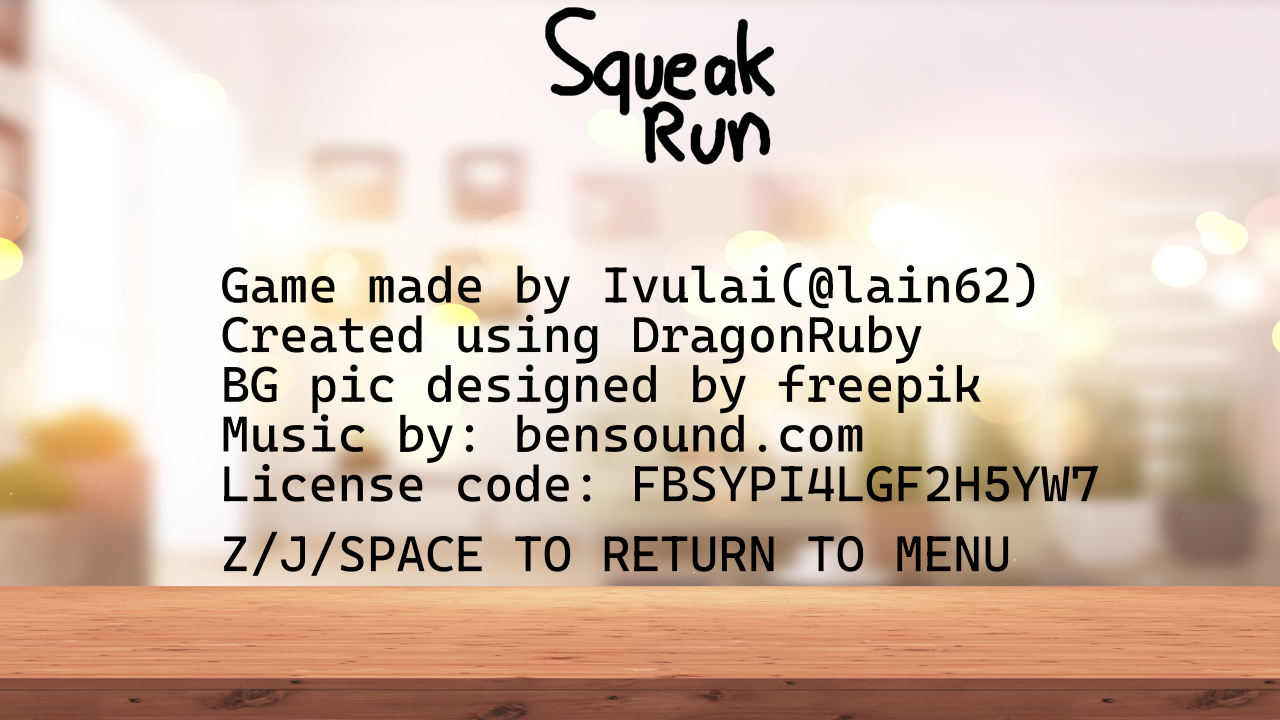 Squeak
Run
Game made by Ivulai(@lain62)
Created using DragonRuby
BG pic designed by freepik
Music by: bensound.com
License code: FBSYPI4LGF2H5YW7
Z/J/SPACE TO RETURN TO MENU